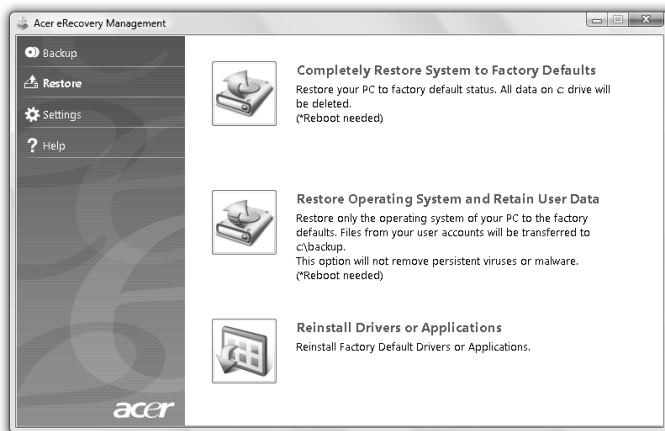 Acer eRecovery Management
Backup
Restore
Settings
? Help
Completely Restore System to Factory Defaults
Restore your PC to factory default status. All data on c: drive will
be deleted.
(*Reboot needed)
Restore Operating System and Retain User Data
Restore only the operating system of your PC to the factory
defaults. Files from your user accounts will be transferred to
c:\backup.
This option will not remove persistent viruses or malware.
(*Reboot needed)
Reinstall Drivers or Applications
Reinstall Factory Default Drivers or Applications.
acer